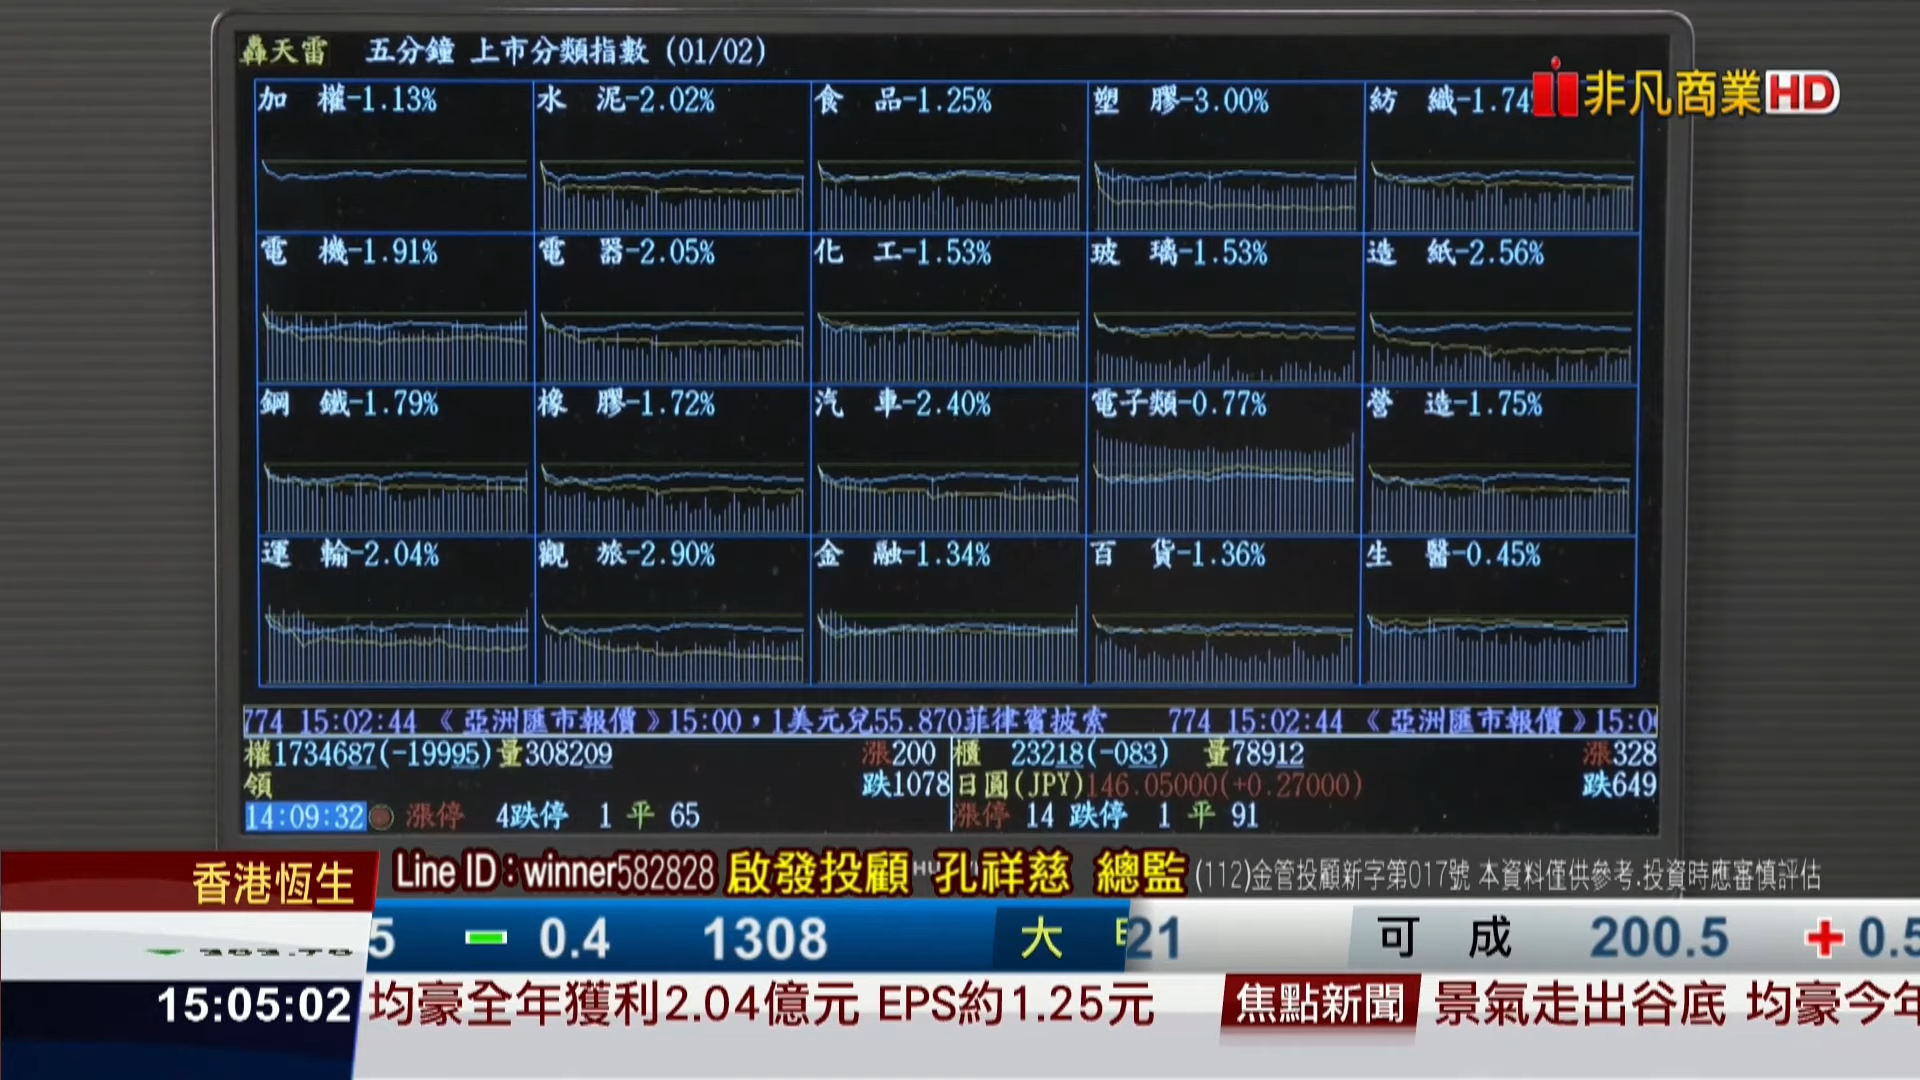 轟天雷 五分鐘 上市分類指數 (01/02)
非凡商業HD
加 權-1.13% 水 泥-2.02% 食 品-1.25% 塑 膠-3.00% 紡 織-1.74
電 機-1.91% 電 器-2.05% 化 工-1.53% 玻 璃-1.53% 造 紙-2.56%
鋼 鐵-1.79% 橡 膠-1.72% 汽 車-2.40% 電子類-0.77% 營 造-1.75%
運 輸-2.04% 觀 旅-2.90% 金 融-1.34% 百 貨-1.36% 生 醫-0.45%
774 15:02:44 《 亞洲匯市報價 》15:00，1美元兌55.870菲律賓披索 774 15:02:44 《 亞洲匯市報價 》15:0
權1734687(-19995)量308209 漲200 櫃 23218(-083) 量78912 漲328
領 跌1078 日圓(JPY)146.05000(+0.27000) 跌649
14:09:32 漲停 4跌停 1 平 65 漲停 14 跌停 1 平 91
香港恆生 Line ID：winner582828 啟發投顧 孔祥慈 總監 (112)金管投顧新字第017號 本資料僅供參考.投資時應審慎評估
5 0.4 1308 大 21 可 成 200.5 + 0.5
15:05:02 均豪全年獲利2.04億元 EPS約1.25元 焦點新聞 景氣走出谷底 均豪今年